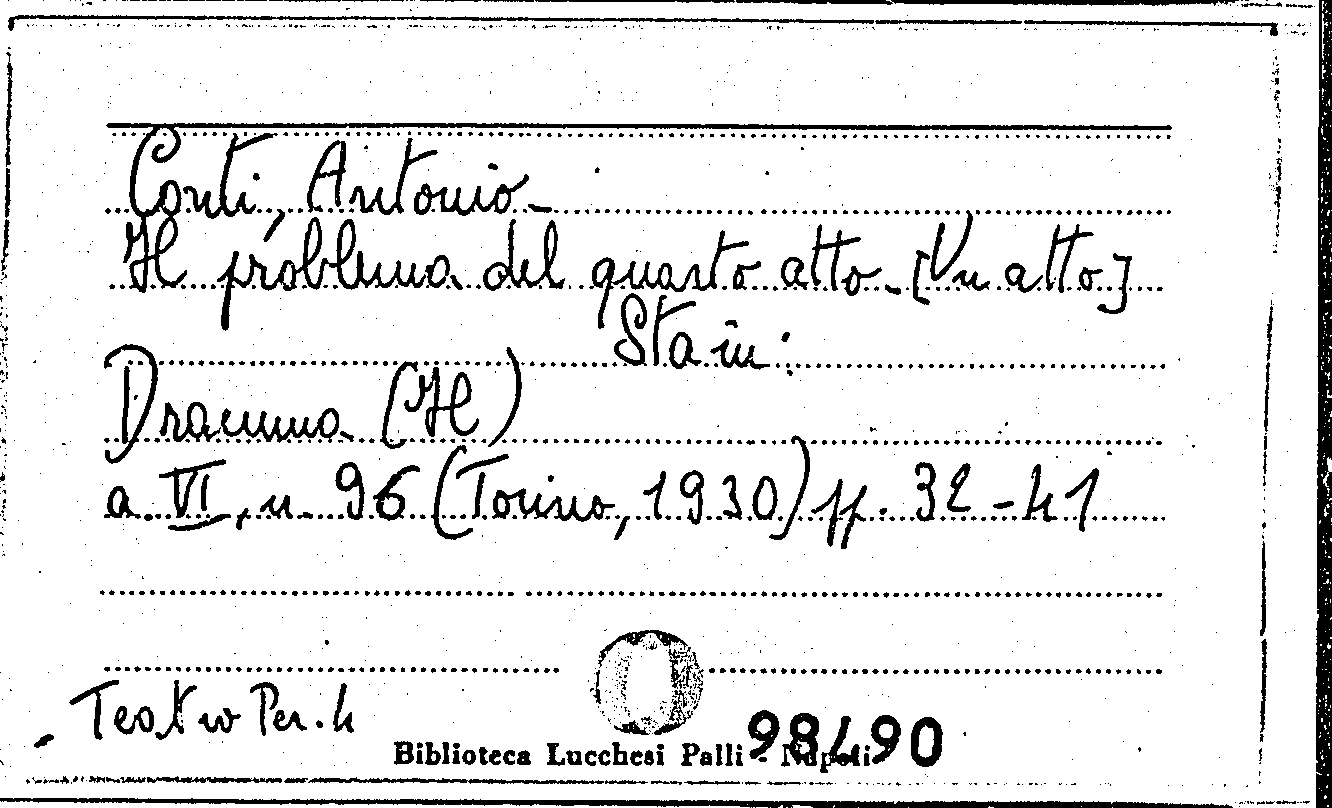 Conti, Antonio -
Il problema del quarto atto - [Un atto]
Sta in:
Dramma (Il)
a. VI, n. 96 (Torino, 1930) pp. 32-41
Teatro Per. 4
Biblioteca Lucchesi Palli - Napoli
98490